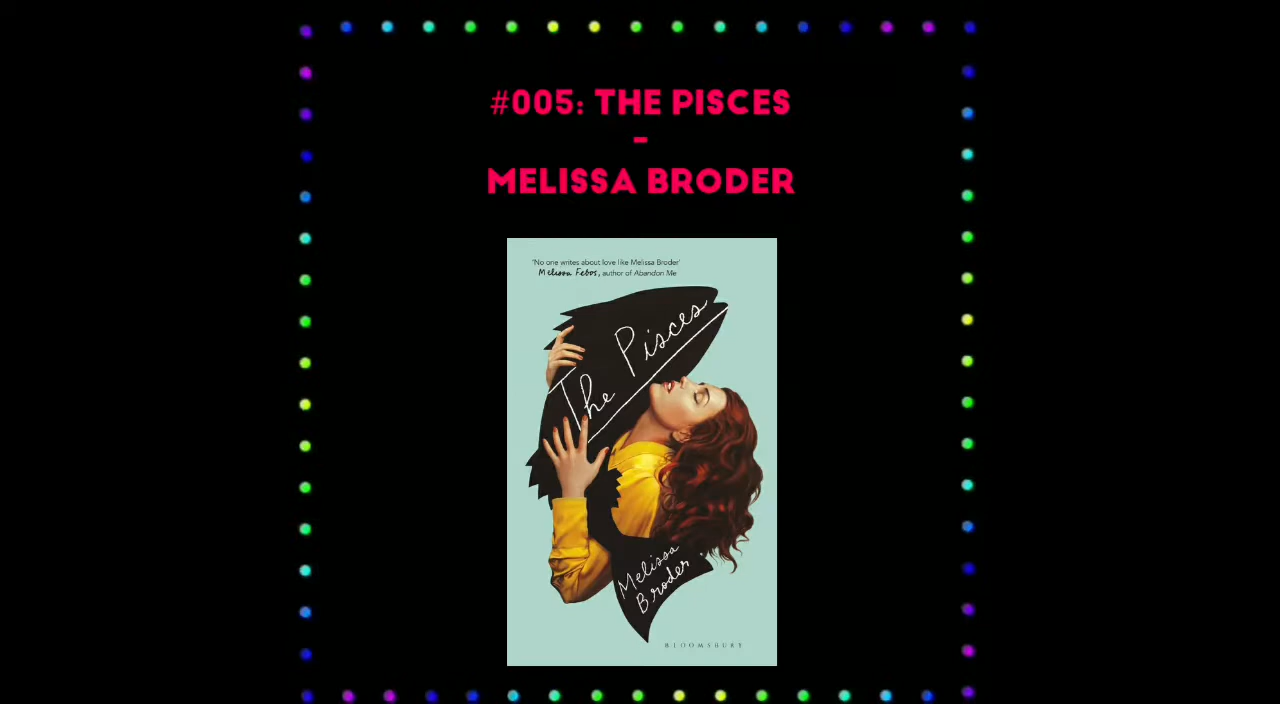 #005: THE PISCES
–
MELISSA BRODER
'No one writes about love like Melissa Broder'
Melissa Febos, author of Abandon Me
The Pisces
Melissa
Broder
BLOOMSBURY